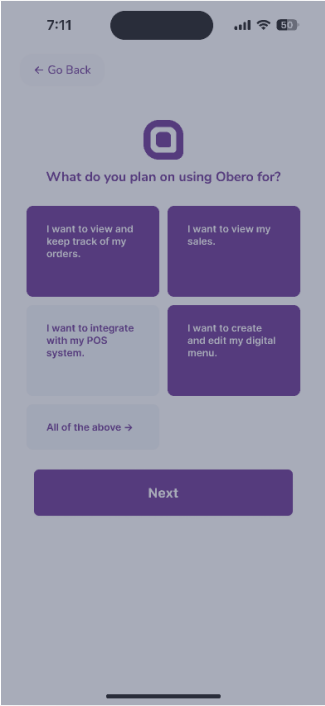 7:11
50
← Go Back
What do you plan on using Obero for?
I want to view and
keep track of my
orders.
I want to view my
sales.
I want to integrate
with my POS
system.
I want to create
and edit my digital
menu.
All of the above →
Next